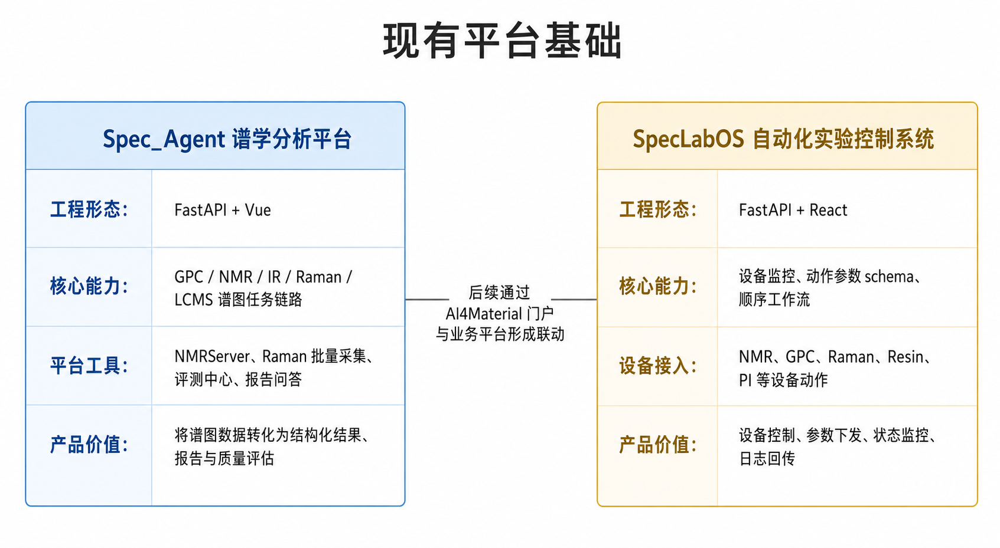 现有平台基础
Spec_Agent 谱学分析平台
工程形态：
FastAPI + Vue
核心能力：
GPC / NMR / IR / Raman /
LCMS 谱图任务链路
平台工具：
NMRServer、Raman 批量采集、
评测中心、报告问答
产品价值：
将谱图数据转化为结构化结果、
报告与质量评估
后续通过
AI4Material 门户
与业务平台形成联动
SpecLabOS 自动化实验控制系统
工程形态：
FastAPI + React
核心能力：
设备监控、动作参数 schema、
顺序工作流
设备接入：
NMR、GPC、Raman、Resin、
PI 等设备动作
产品价值：
设备控制、参数下发、状态监控、
日志回传